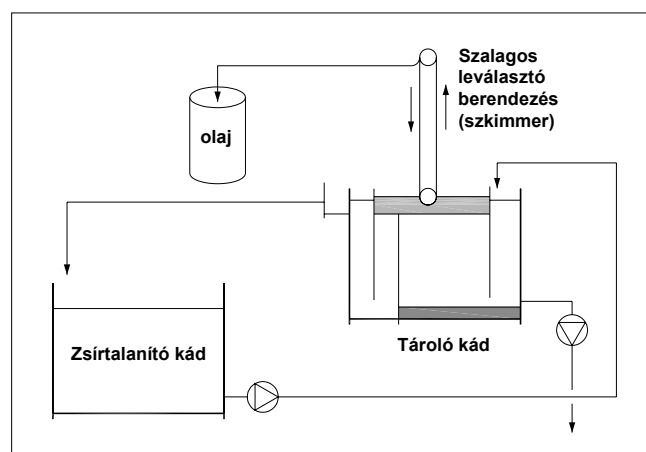 Szalagos
leválasztó
berendezés
(szkimmer)
olaj
Zsírtalanító kád
Tároló kád